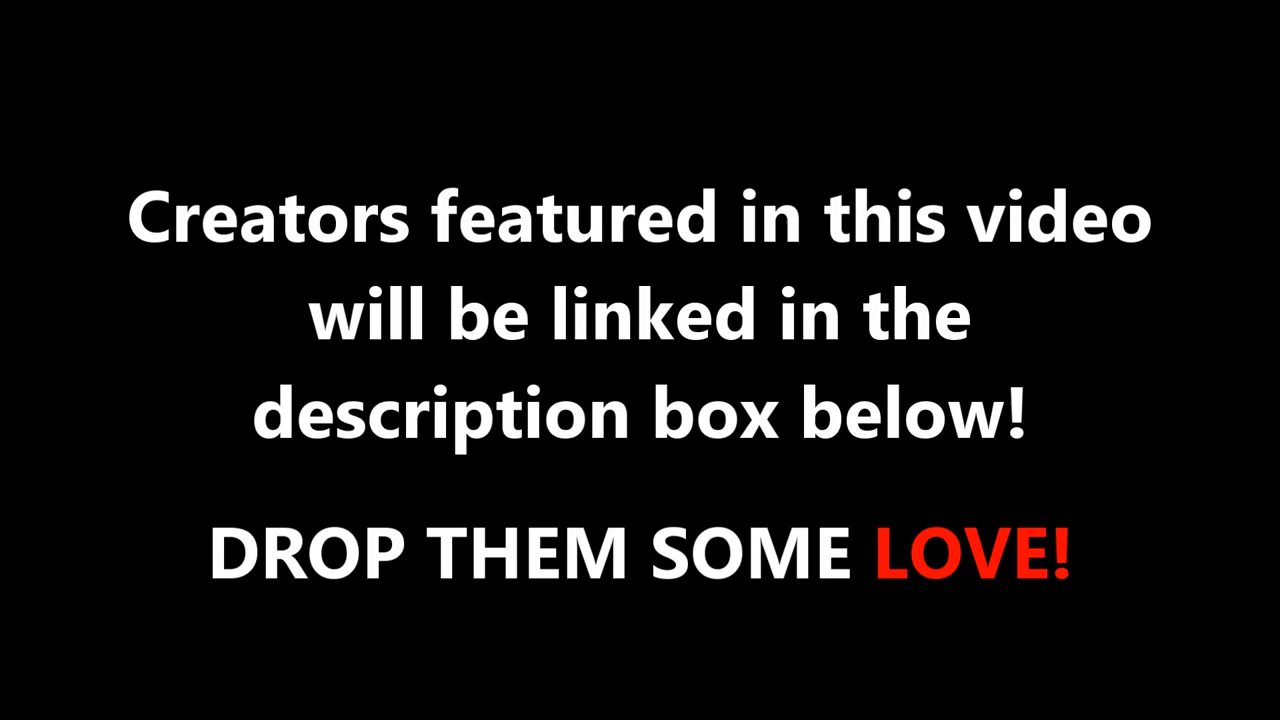 Creators featured in this video
will be linked in the
description box below!
DROP THEM SOME LOVE!